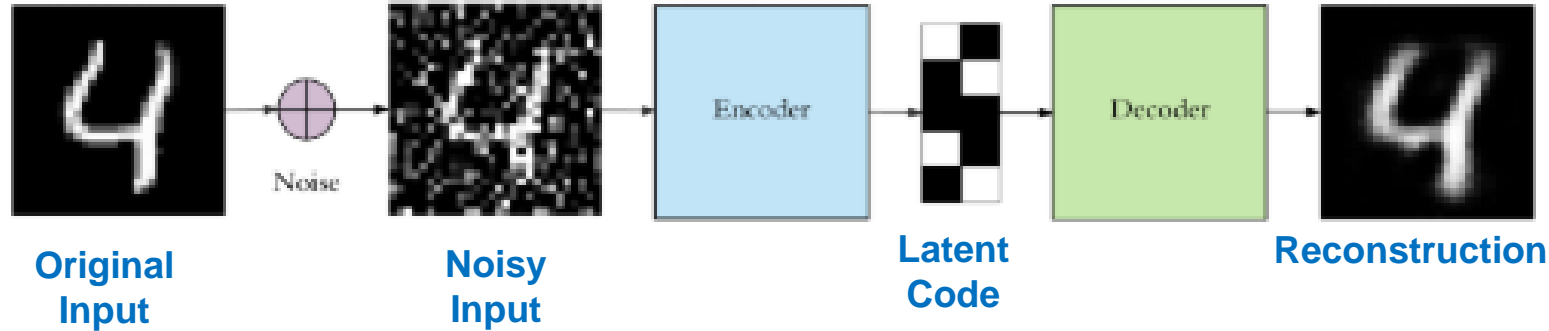 Noise
Encoder
Decoder
Original
Input
Noisy
Input
Latent
Code
Reconstruction